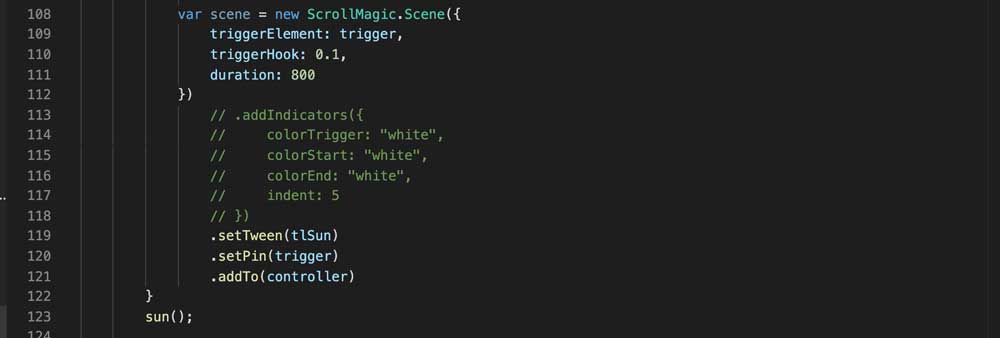 108 var scene = new ScrollMagic.Scene({
109 triggerElement: trigger,
110 triggerHook: 0.1,
111 duration: 800
112 })
113 // .addIndicators({
114 //     colorTrigger: "white",
115 //     colorStart: "white",
116 //     colorEnd: "white",
117 //     indent: 5
118 // })
119 .setTween(tlSun)
120 .setPin(trigger)
121 .addTo(controller)
122 }
123 sun();
124